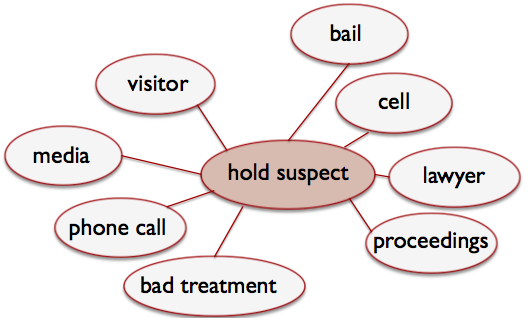 bail
visitor
cell
media
hold suspect
lawyer
phone call
proceedings
bad treatment